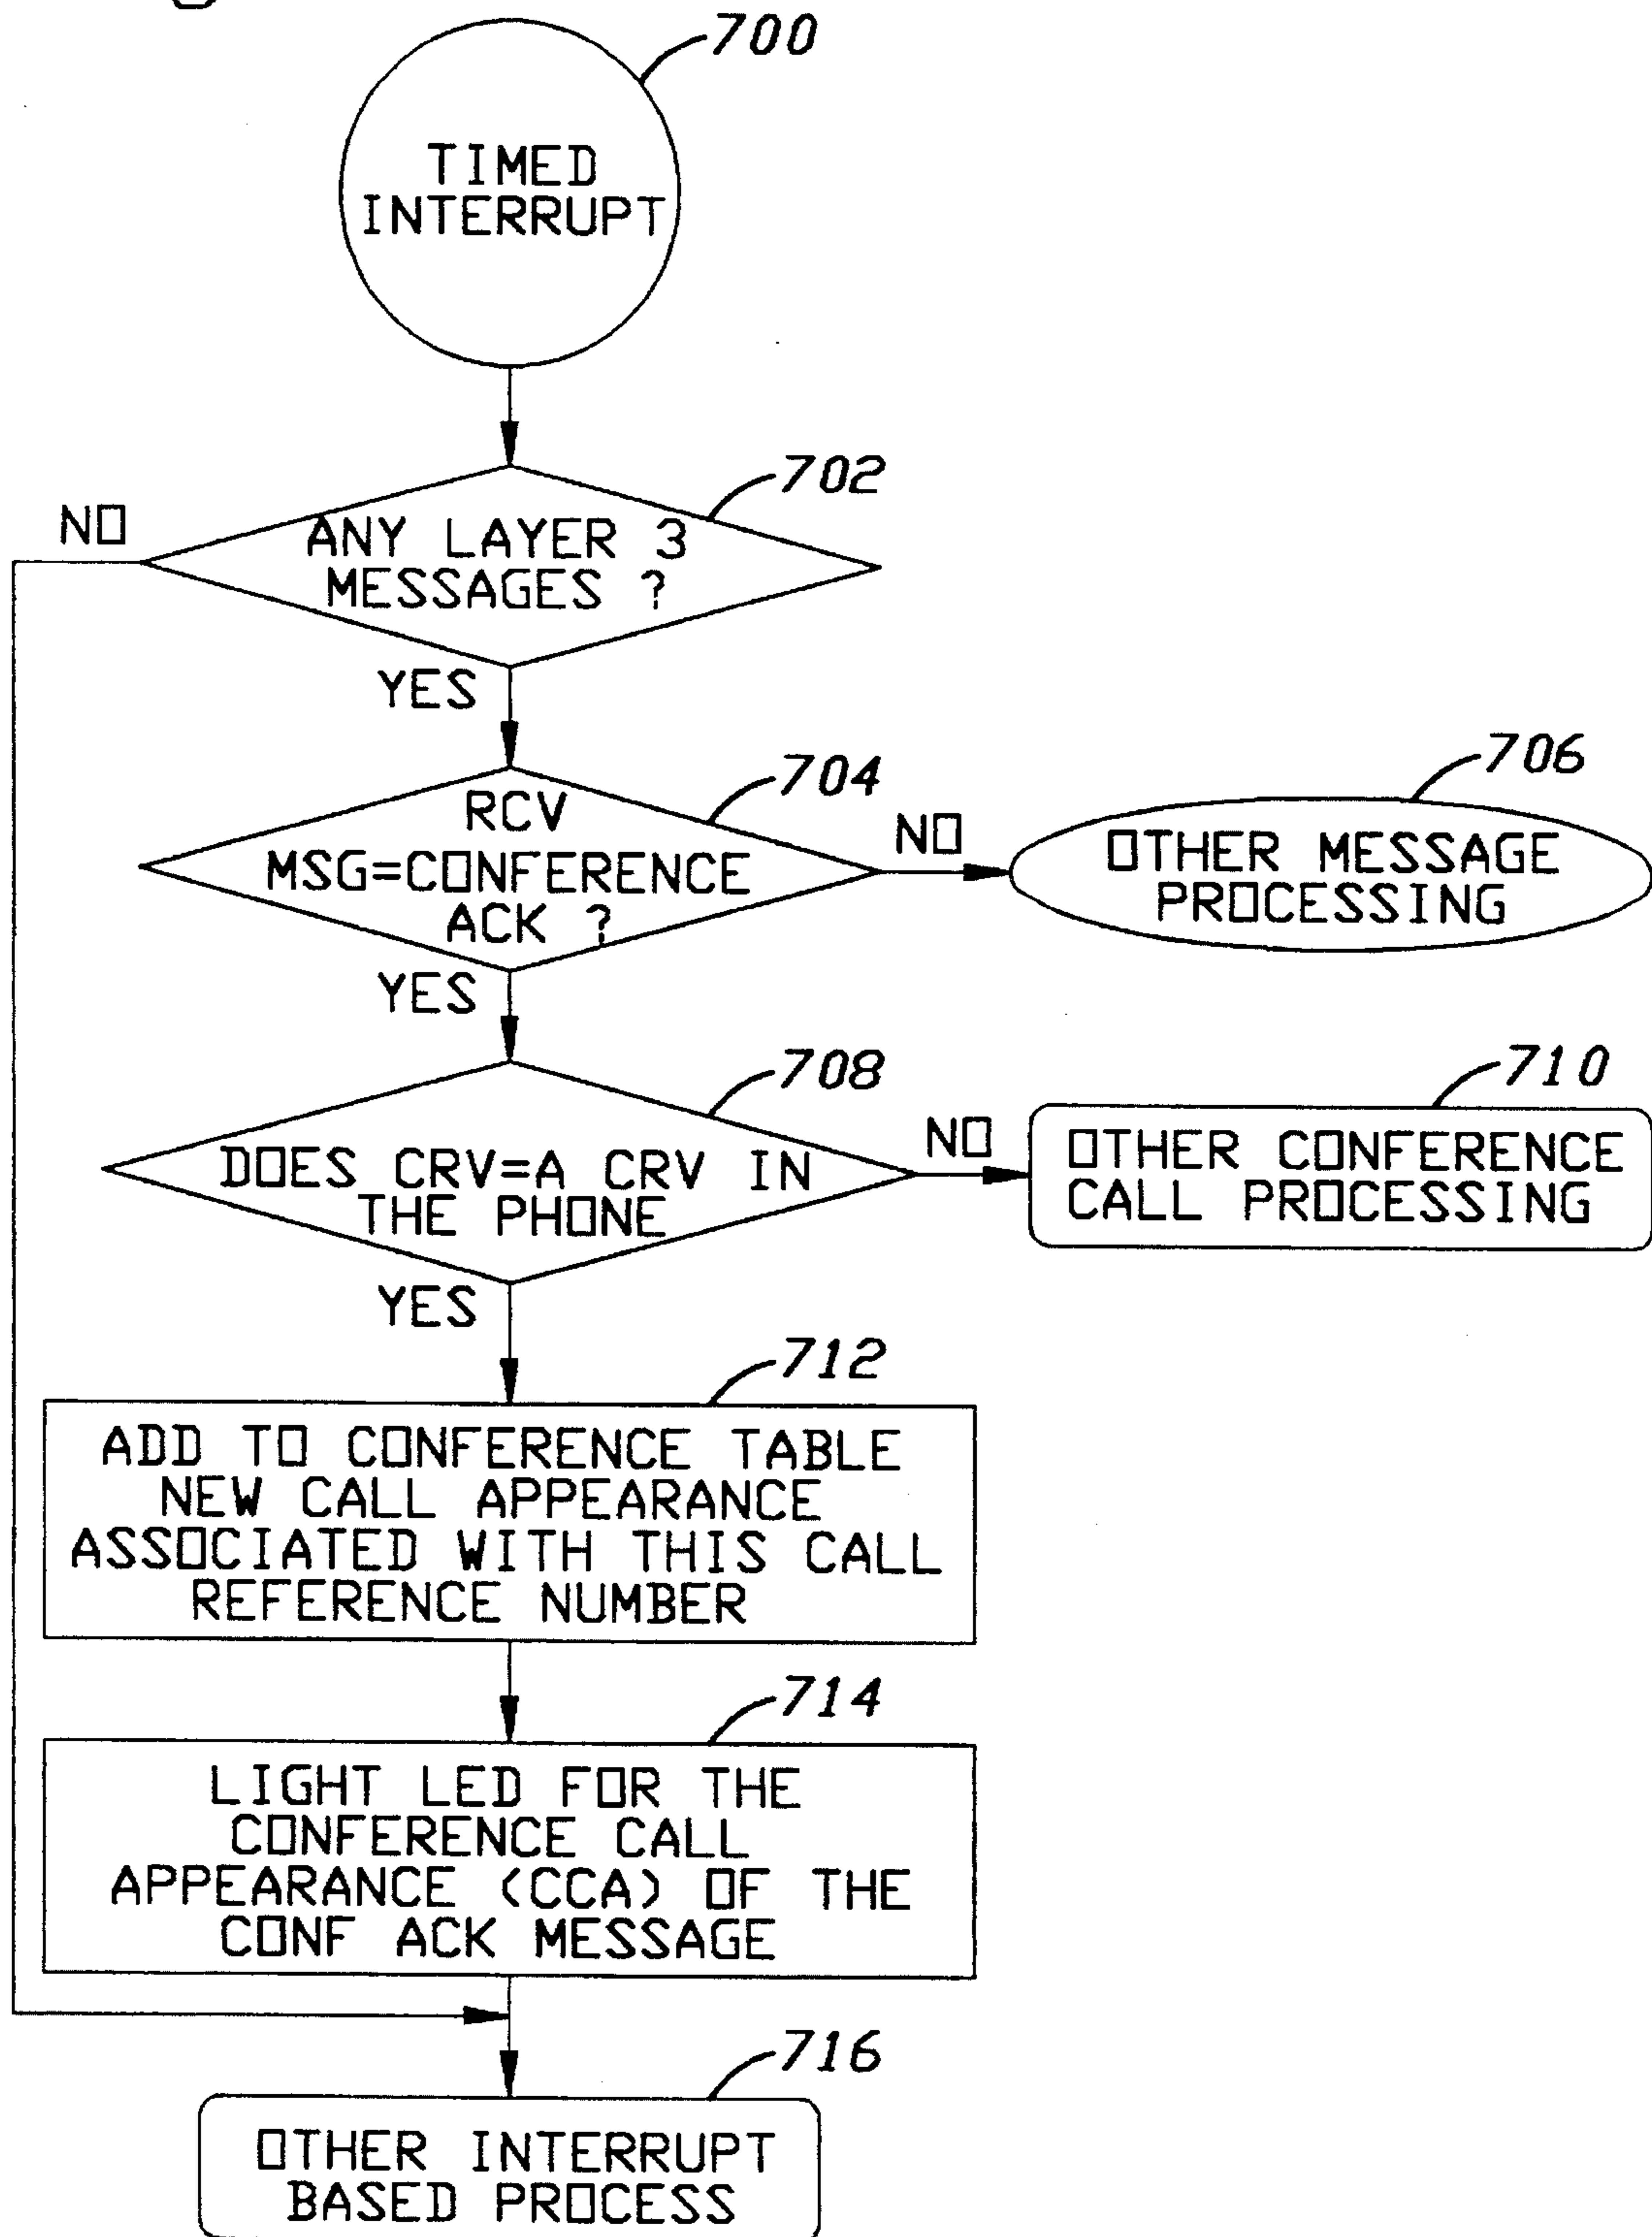 700
TIMED
INTERRUPT
702
NO
ANY LAYER 3
MESSAGES ?
YES
704
706
RCV
MSG=CONFERENCE
ACK ?
NO
OTHER MESSAGE
PROCESSING
YES
708
710
DOES CRV=A CRV IN
THE PHONE
NO
OTHER CONFERENCE
CALL PROCESSING
YES
712
ADD TO CONFERENCE TABLE
NEW CALL APPEARANCE
ASSOCIATED WITH THIS CALL
REFERENCE NUMBER
714
LIGHT LED FOR THE
CONFERENCE CALL
APPEARANCE (CCA) OF THE
CONF ACK MESSAGE
716
OTHER INTERRUPT
BASED PROCESS